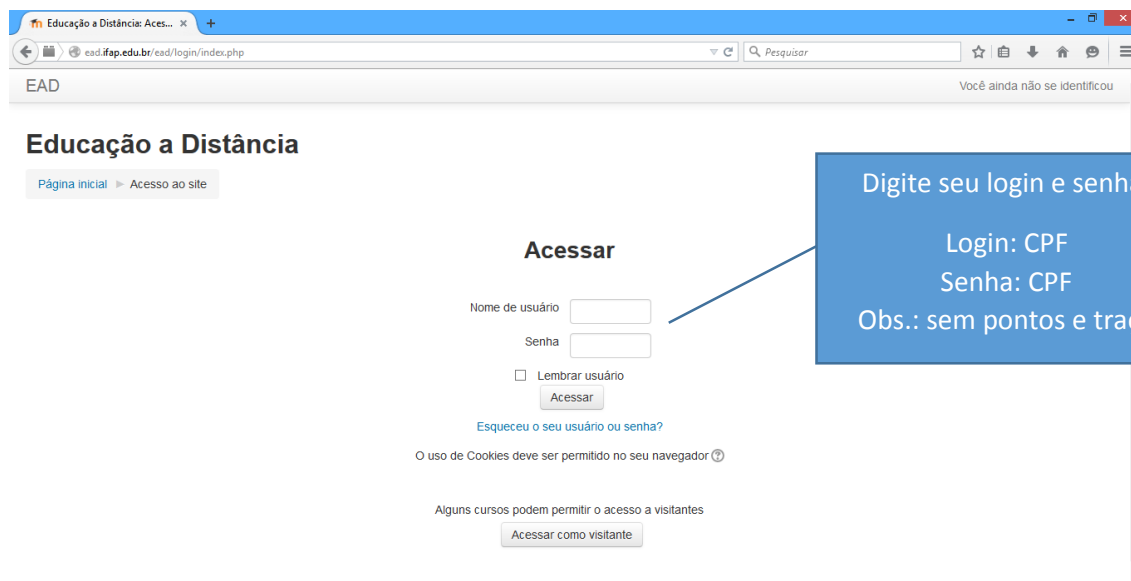 Educação a Distância: Aces...
ead.ifap.edu.br/ead/login/index.php
Pesquisar
EAD
Você ainda não se identificou
Educação a Distância
Página inicial
Acesso ao site
Digite seu login e senha
Login: CPF
Senha: CPF
Obs.: sem pontos e
Acessar
Nome de usuário
Senha
Lembrar usuário
Acessar
Esqueceu o seu usuário ou senha?
O uso de Cookies deve ser permitido no seu navegador
Alguns cursos podem permitir o acesso a visitantes
Acessar como visitante